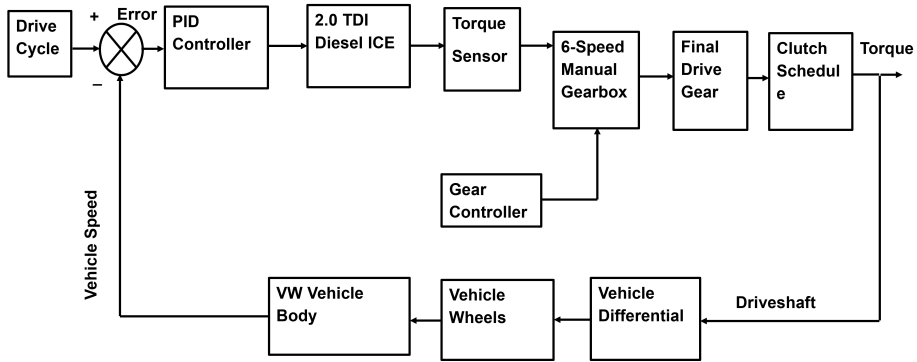 Drive
Cycle
+
Error
−
PID
Controller
2.0 TDI
Diesel ICE
Torque
Sensor
6-Speed
Manual
Gearbox
Final
Drive
Gear
Clutch
Schedul
e
Torque
Gear
Controller
Vehicle Speed
VW Vehicle
Body
Vehicle
Wheels
Vehicle
Differential
Driveshaft